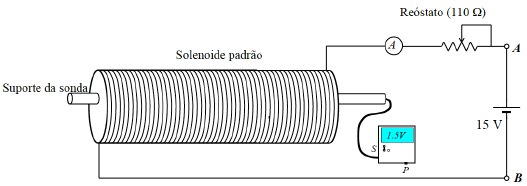 Reóstato (110 Ω)
A
A
Solenoide padrão
Suporte da sonda
15 V
1.5V
S
P
B